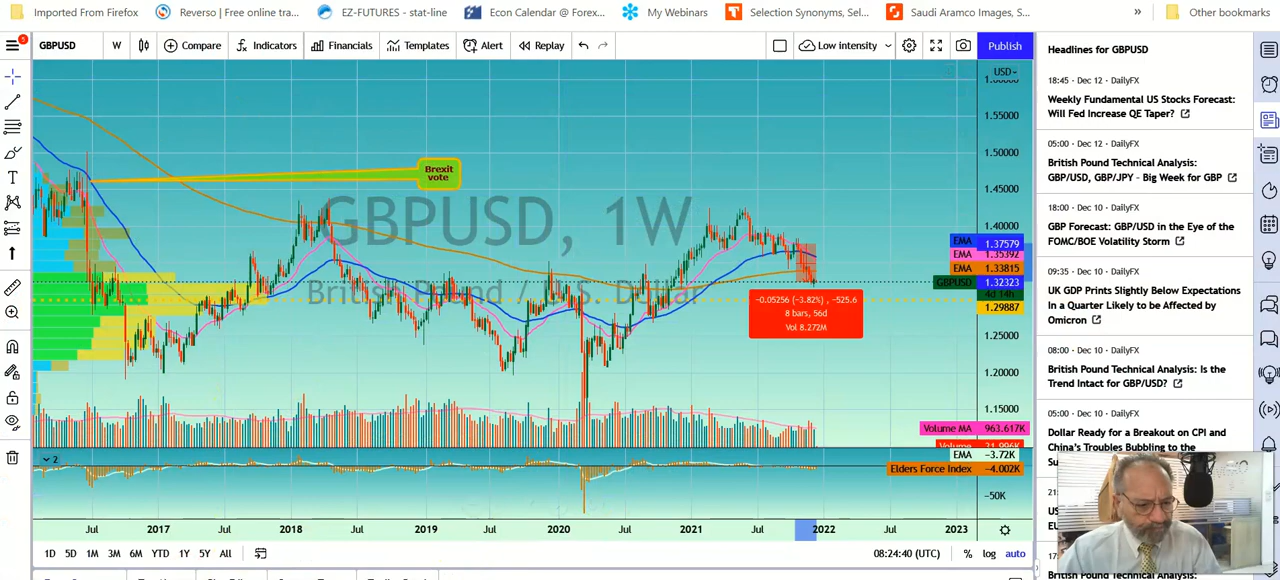 Imported From Firefox
Reverso | Free online tra...
EZ-FUTURES - stat-line
Econ Calendar @ Forex...
My Webinars
Selection Synonyms, Sel...
Saudi Aramco Images, S...
»
Other bookmarks
5
GBPUSD
W
Compare
Indicators
Financials
Templates
Alert
Replay
Low intensity
Publish
USD
1.55000
1.50000
1.45000
1.40000
EMA 1.37579
EMA 1.35392
EMA 1.33815
GBPUSD 1.32323
4d 14h
1.29887
1.25000
1.20000
1.15000
Brexit
vote
GBPUSD, 1W
British Pound / U.S. Dollar
-0.05256 (-3.82%) , -525.6
8 bars, 56d
Vol 8.272M
Volume MA 963.617K
Volume
2
EMA -3.72K
Elders Force Index -4.002K
-50K
Jul 2017 Jul 2018 Jul 2019 Jul 2020 Jul 2021 Jul 2022 Jul 2023
1D 5D 1M 3M 6M YTD 1Y 5Y All
08:24:40 (UTC)
% log auto
Headlines for GBPUSD
18:45 · Dec 12 · DailyFX
Weekly Fundamental US Stocks Forecast:
Will Fed Increase QE Taper?
05:00 · Dec 12 · DailyFX
British Pound Technical Analysis:
GBP/USD, GBP/JPY – Big Week for GBP
18:00 · Dec 10 · DailyFX
GBP Forecast: GBP/USD in the Eye of the
FOMC/BOE Volatility Storm
09:35 · Dec 10 · DailyFX
UK GDP Prints Slightly Below Expectations
in a Quarter Likely to be Affected by
Omicron
08:00 · Dec 10 · DailyFX
British Pound Technical Analysis: Is the
Trend Intact for GBP/USD?
05:00 · Dec 10 · DailyFX
Dollar Ready for a Breakout on CPI and
China's Troubles Bubbling to the